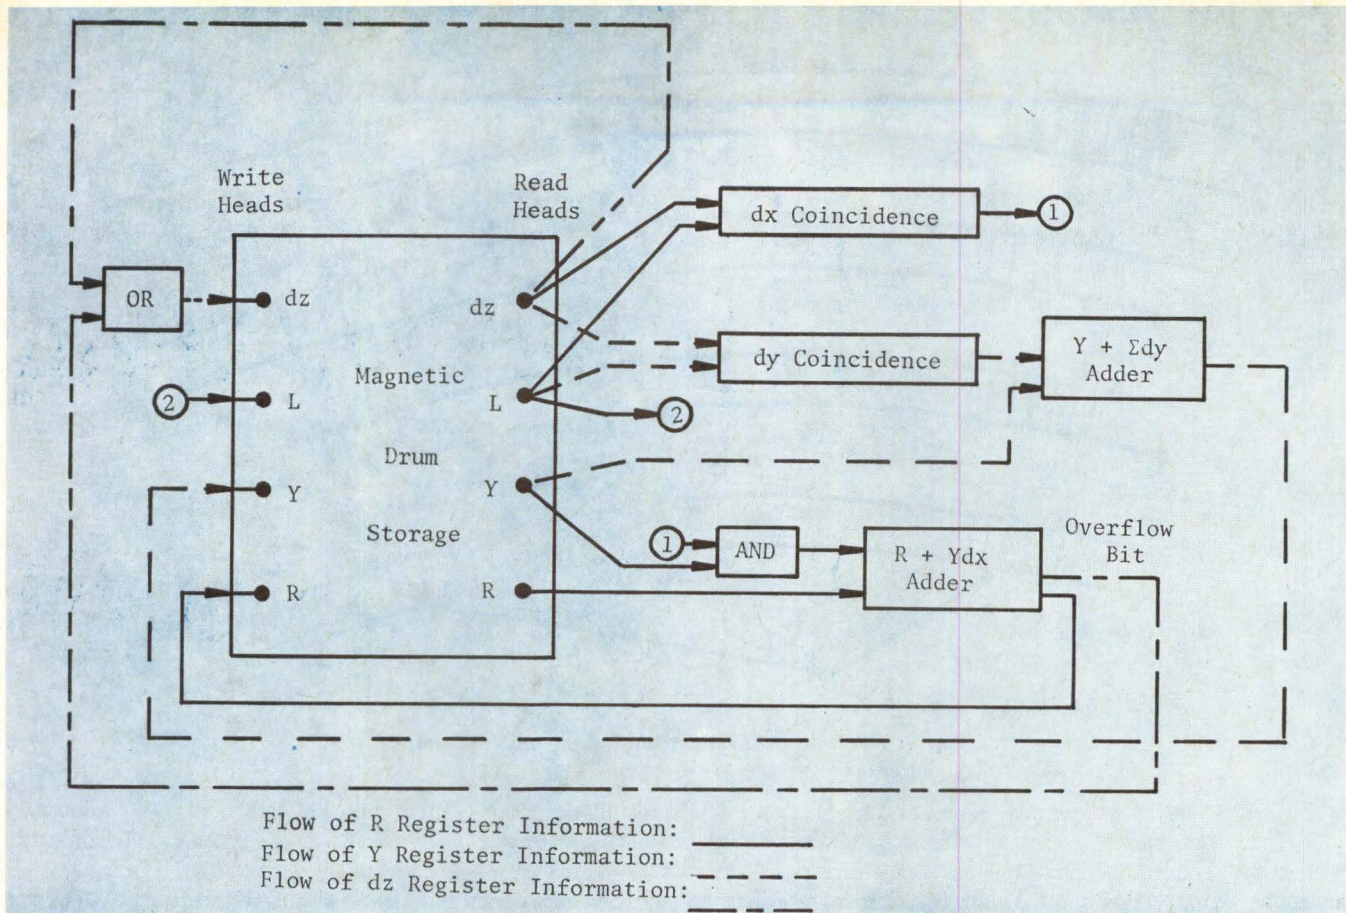 Write
Heads
Read
Heads
dx Coincidence
1
OR
dz
dz
dy Coincidence
Y + Σdy
Adder
Magnetic
2
L
L
2
Drum
Y
Y
Storage
1
AND
R + Ydx
Adder
Overflow
Bit
R
R
Flow of R Register Information:
Flow of Y Register Information:
Flow of dz Register Information: